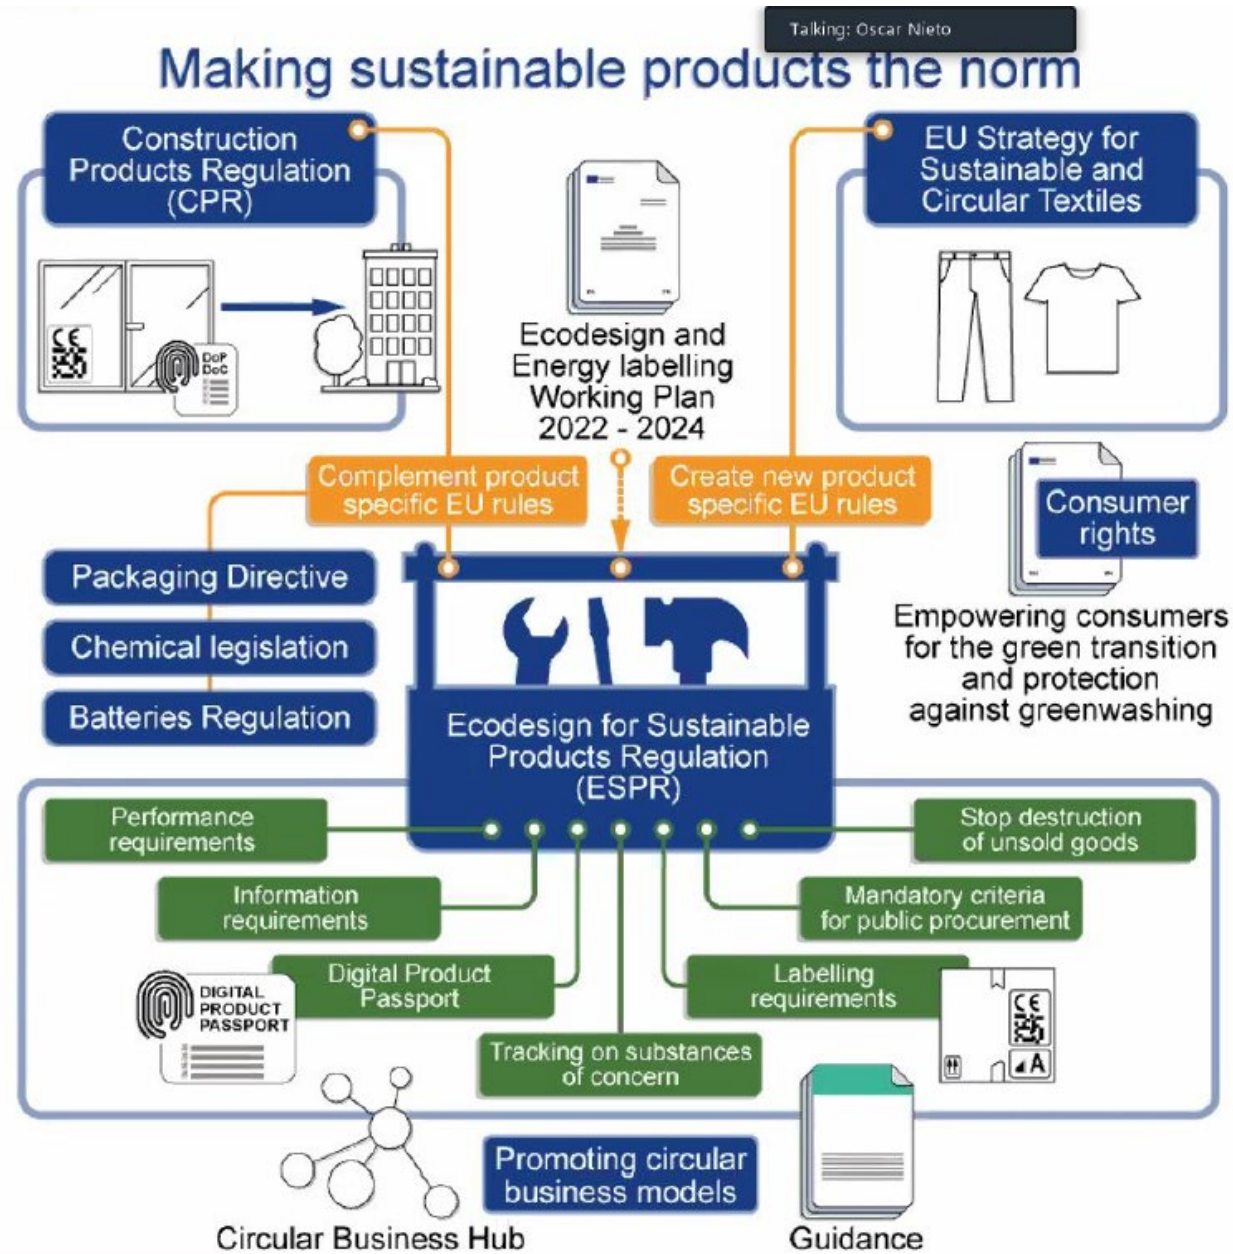 Talking: Oscar Nieto
Making sustainable products the norm
Construction
Products Regulation
(CPR)
CE
DoP
DoC
Ecodesign and
Energy labelling
Working Plan
2022 - 2024
EU Strategy for
Sustainable and
Circular Textiles
Complement product
specific EU rules
Create new product
specific EU rules
Consumer
rights
Empowering consumers
for the green transition
and protection
against greenwashing
Packaging Directive
Chemical legislation
Batteries Regulation
Ecodesign for Sustainable
Products Regulation
(ESPR)
Performance
requirements
Stop destruction
of unsold goods
Information
requirements
Mandatory criteria
for public procurement
Digital Product
Passport
DIGITAL
PRODUCT
PASSPORT
Labelling
requirements
CE
A
Tracking on substances
of concern
Promoting circular
business models
Circular Business Hub
Guidance